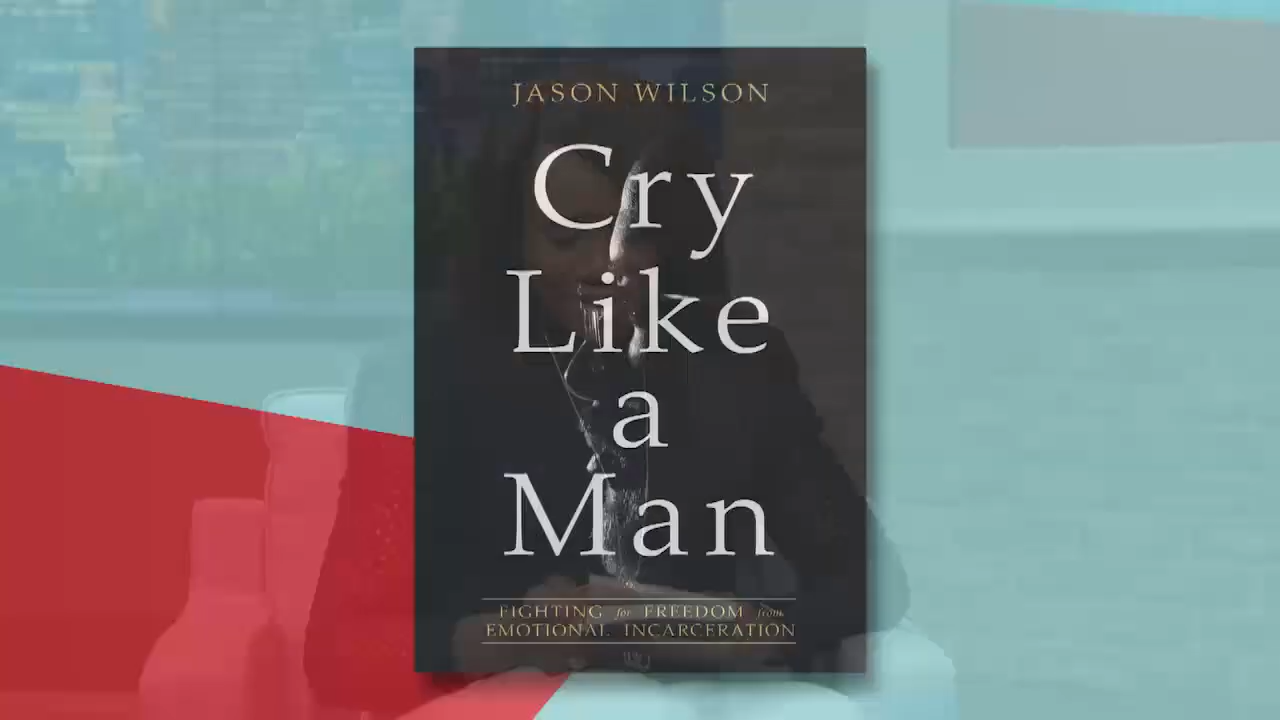 JASON WILSON
Cry
Like
a
Man
FIGHTING for FREEDOM from
EMOTIONAL INCARCERATION